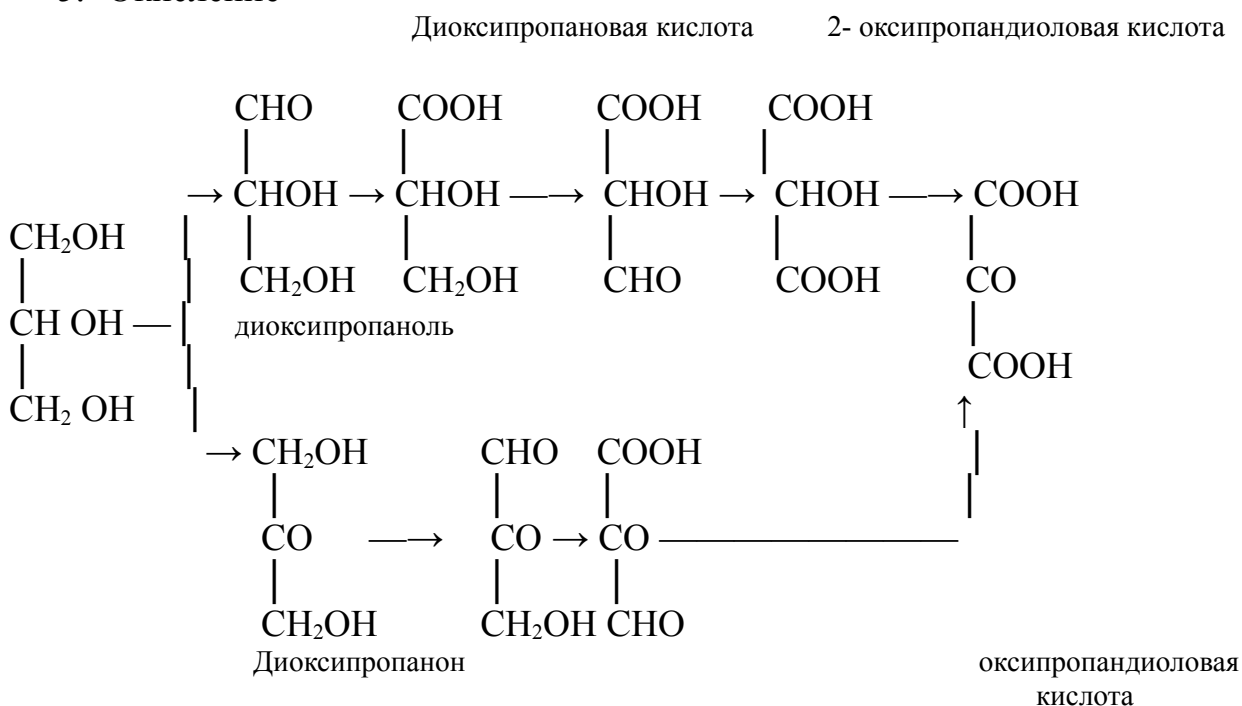 Диоксипропановая кислота 2- оксипропандиоловая кислота
CHO COOH COOH COOH
→ CHOH → CHOH —→ CHOH → CHOH —→ COOH
CH₂OH
CH₂OH CH₂OH CHO COOH CO
CH OH — диоксипропаноль
COOH
CH₂ OH ↑
→ CH₂OH CHO COOH
CO —→ CO → CO ————————
CH₂OH CH₂OH CHO
Диоксипропанон оксипропандиоловая
кислота